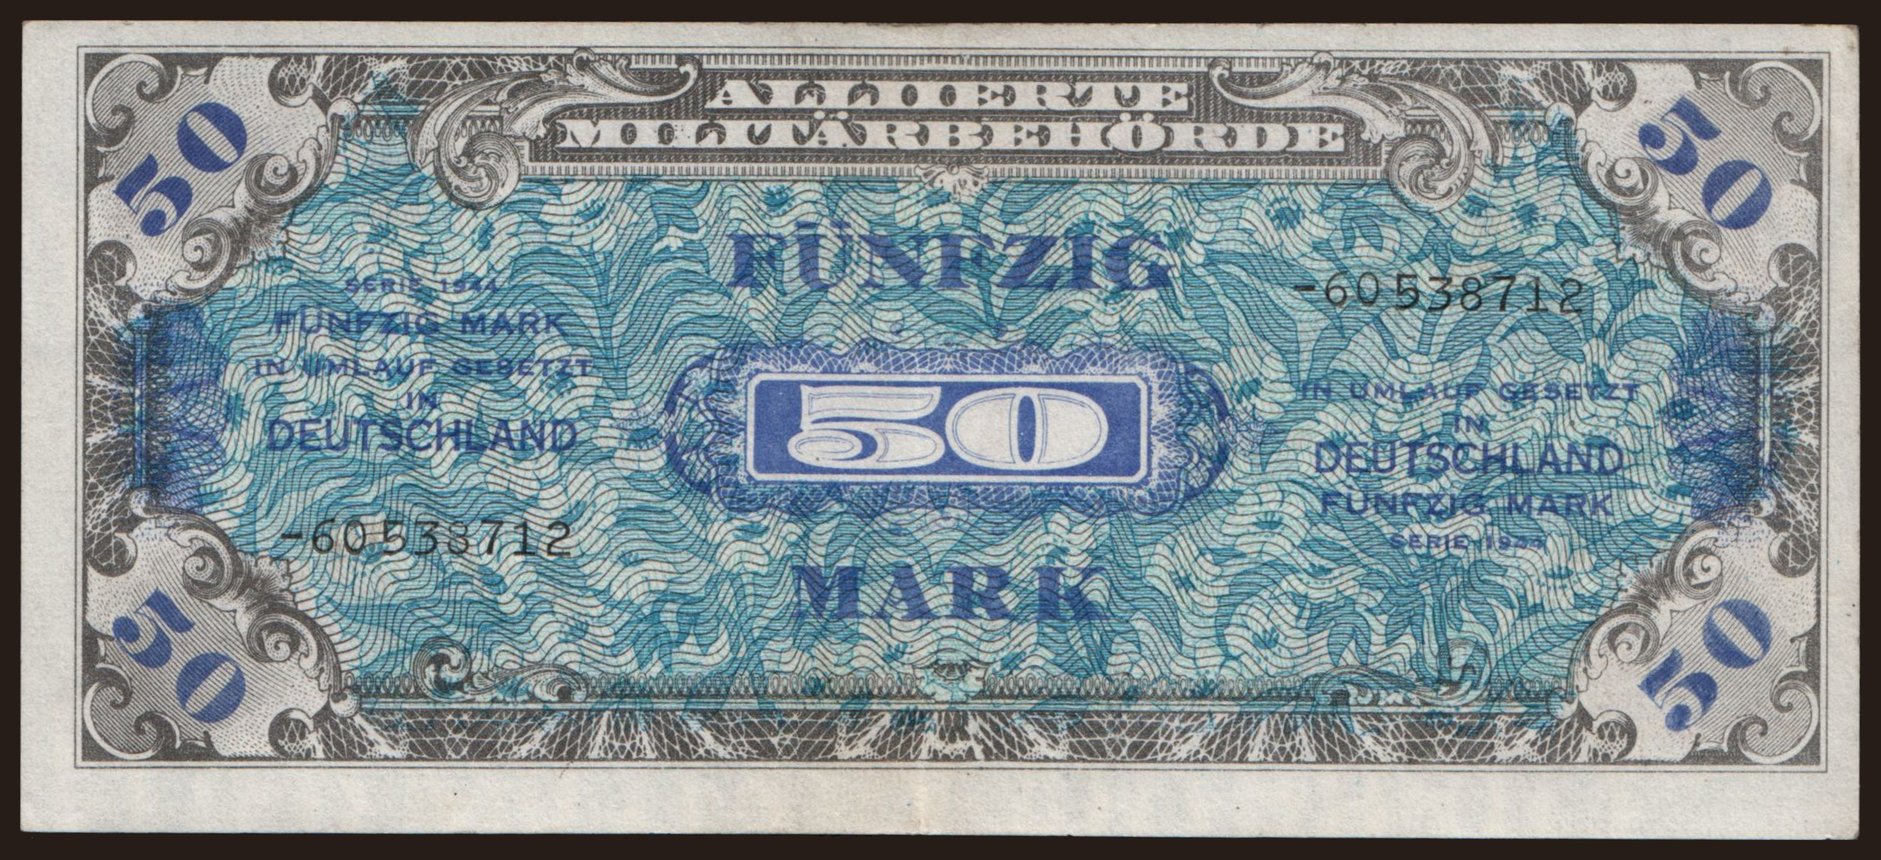 50
ALLIIERTE
MILITÄRBEHÖRDE
50
FÜNFZIG
SERIE 1944
FÜNFZIG MARK
IN UMLAUF GESETZT
IN
DEUTSCHLAND
-60538712
50
-60538712
IN UMLAUF GESETZT
IN
DEUTSCHLAND
FÜNFZIG MARK
SERIE 1944
MARK
50
50